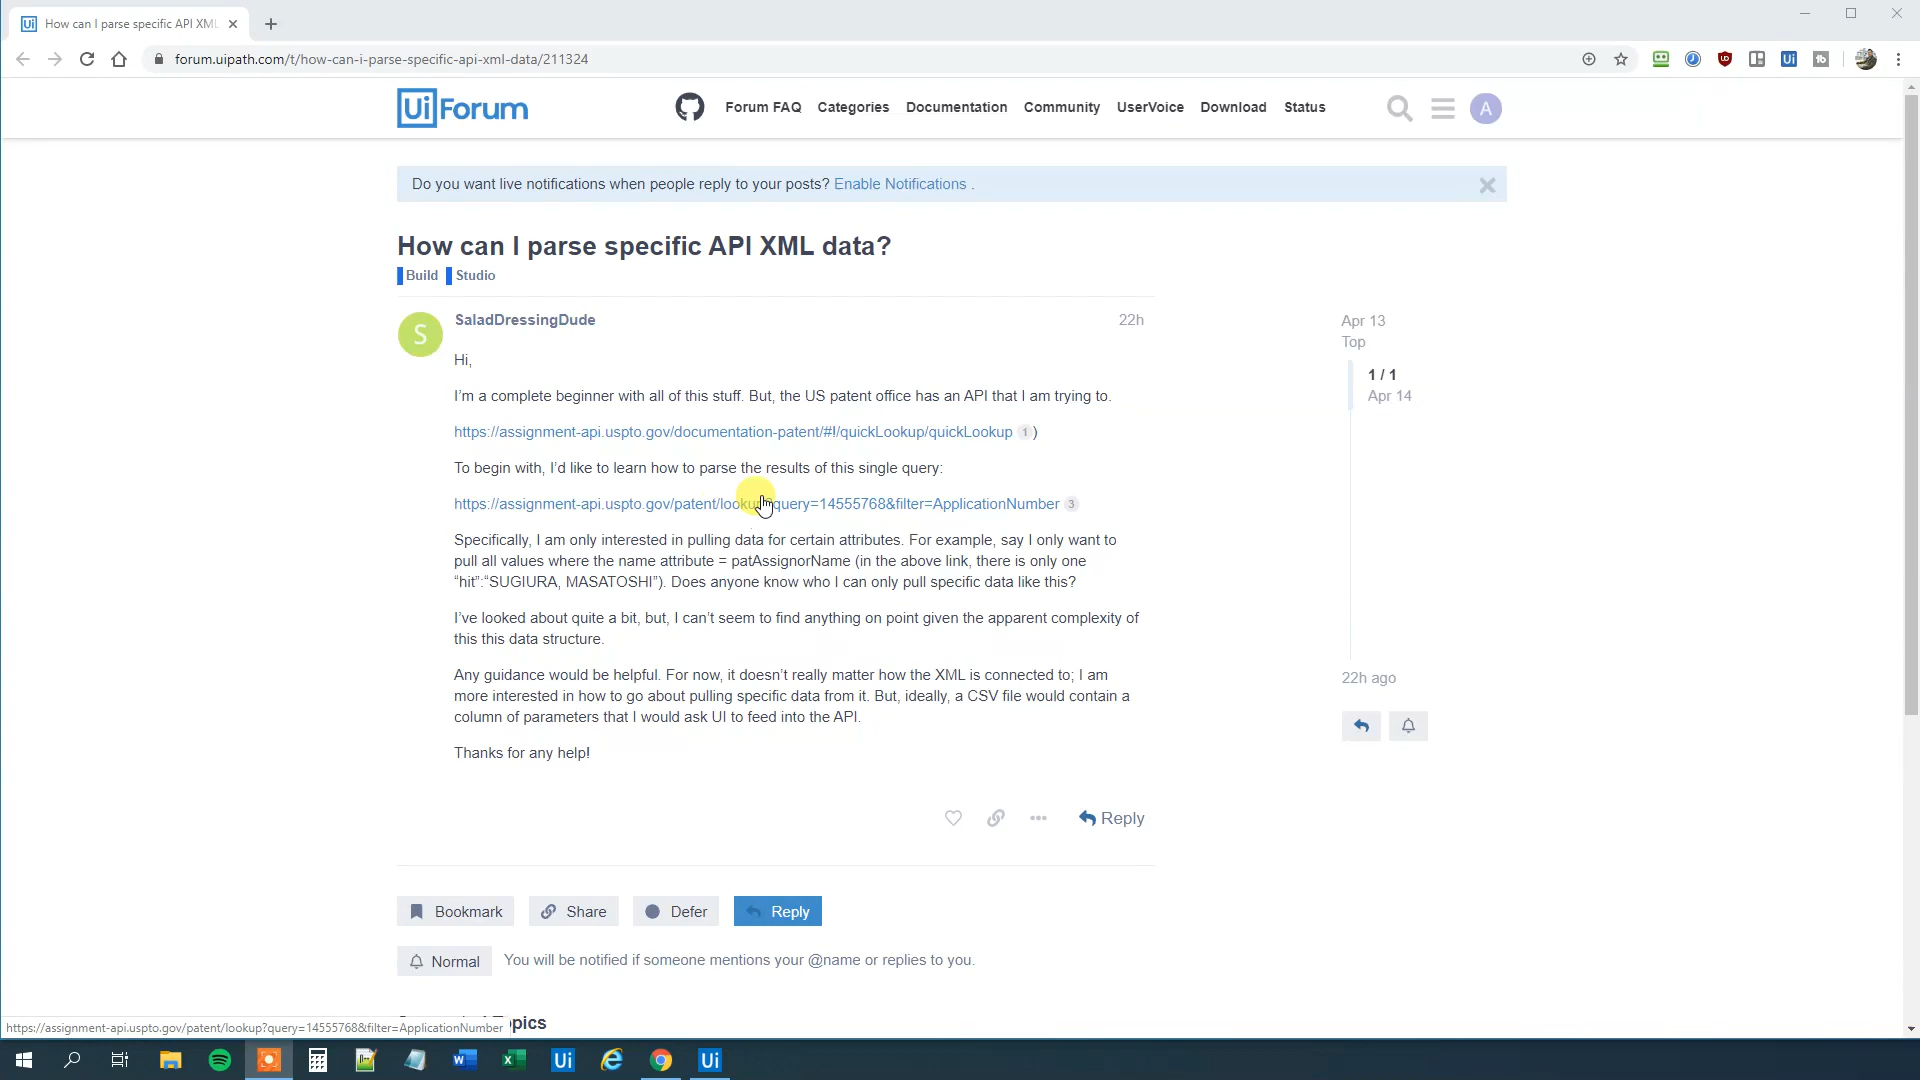 How can I parse specific API XML
forum.uipath.com/t/how-can-i-parse-specific-api-xml-data/211324
Ui Forum
Forum FAQ Categories Documentation Community UserVoice Download Status
A
Do you want live notifications when people reply to your posts? Enable Notifications .
How can I parse specific API XML data?
Build Studio
S
SaladDressingDude 22h
Hi,
I'm a complete beginner with all of this stuff. But, the US patent office has an API that I am trying to.
https://assignment-api.uspto.gov/documentation-patent/#!/quickLookup/quickLookup 1 )
To begin with, I'd like to learn how to parse the results of this single query:
https://assignment-api.uspto.gov/patent/lookup?query=14555768&filter=ApplicationNumber 3
Specifically, I am only interested in pulling data for certain attributes. For example, say I only want to
pull all values where the name attribute = patAssignorName (in the above link, there is only one
“hit”:“SUGIURA, MASATOSHI”). Does anyone know who I can only pull specific data like this?
I've looked about quite a bit, but, I can't seem to find anything on point given the apparent complexity of
this this data structure.
Any guidance would be helpful. For now, it doesn't really matter how the XML is connected to; I am
more interested in how to go about pulling specific data from it. But, ideally, a CSV file would contain a
column of parameters that I would ask UI to feed into the API.
Thanks for any help!
Reply
Apr 13
Top
1 / 1
Apr 14
22h ago
Bookmark Share Defer Reply
Normal You will be notified if someone mentions your @name or replies to you.
https://assignment-api.uspto.gov/patent/lookup?query=14555768&filter=ApplicationNumber